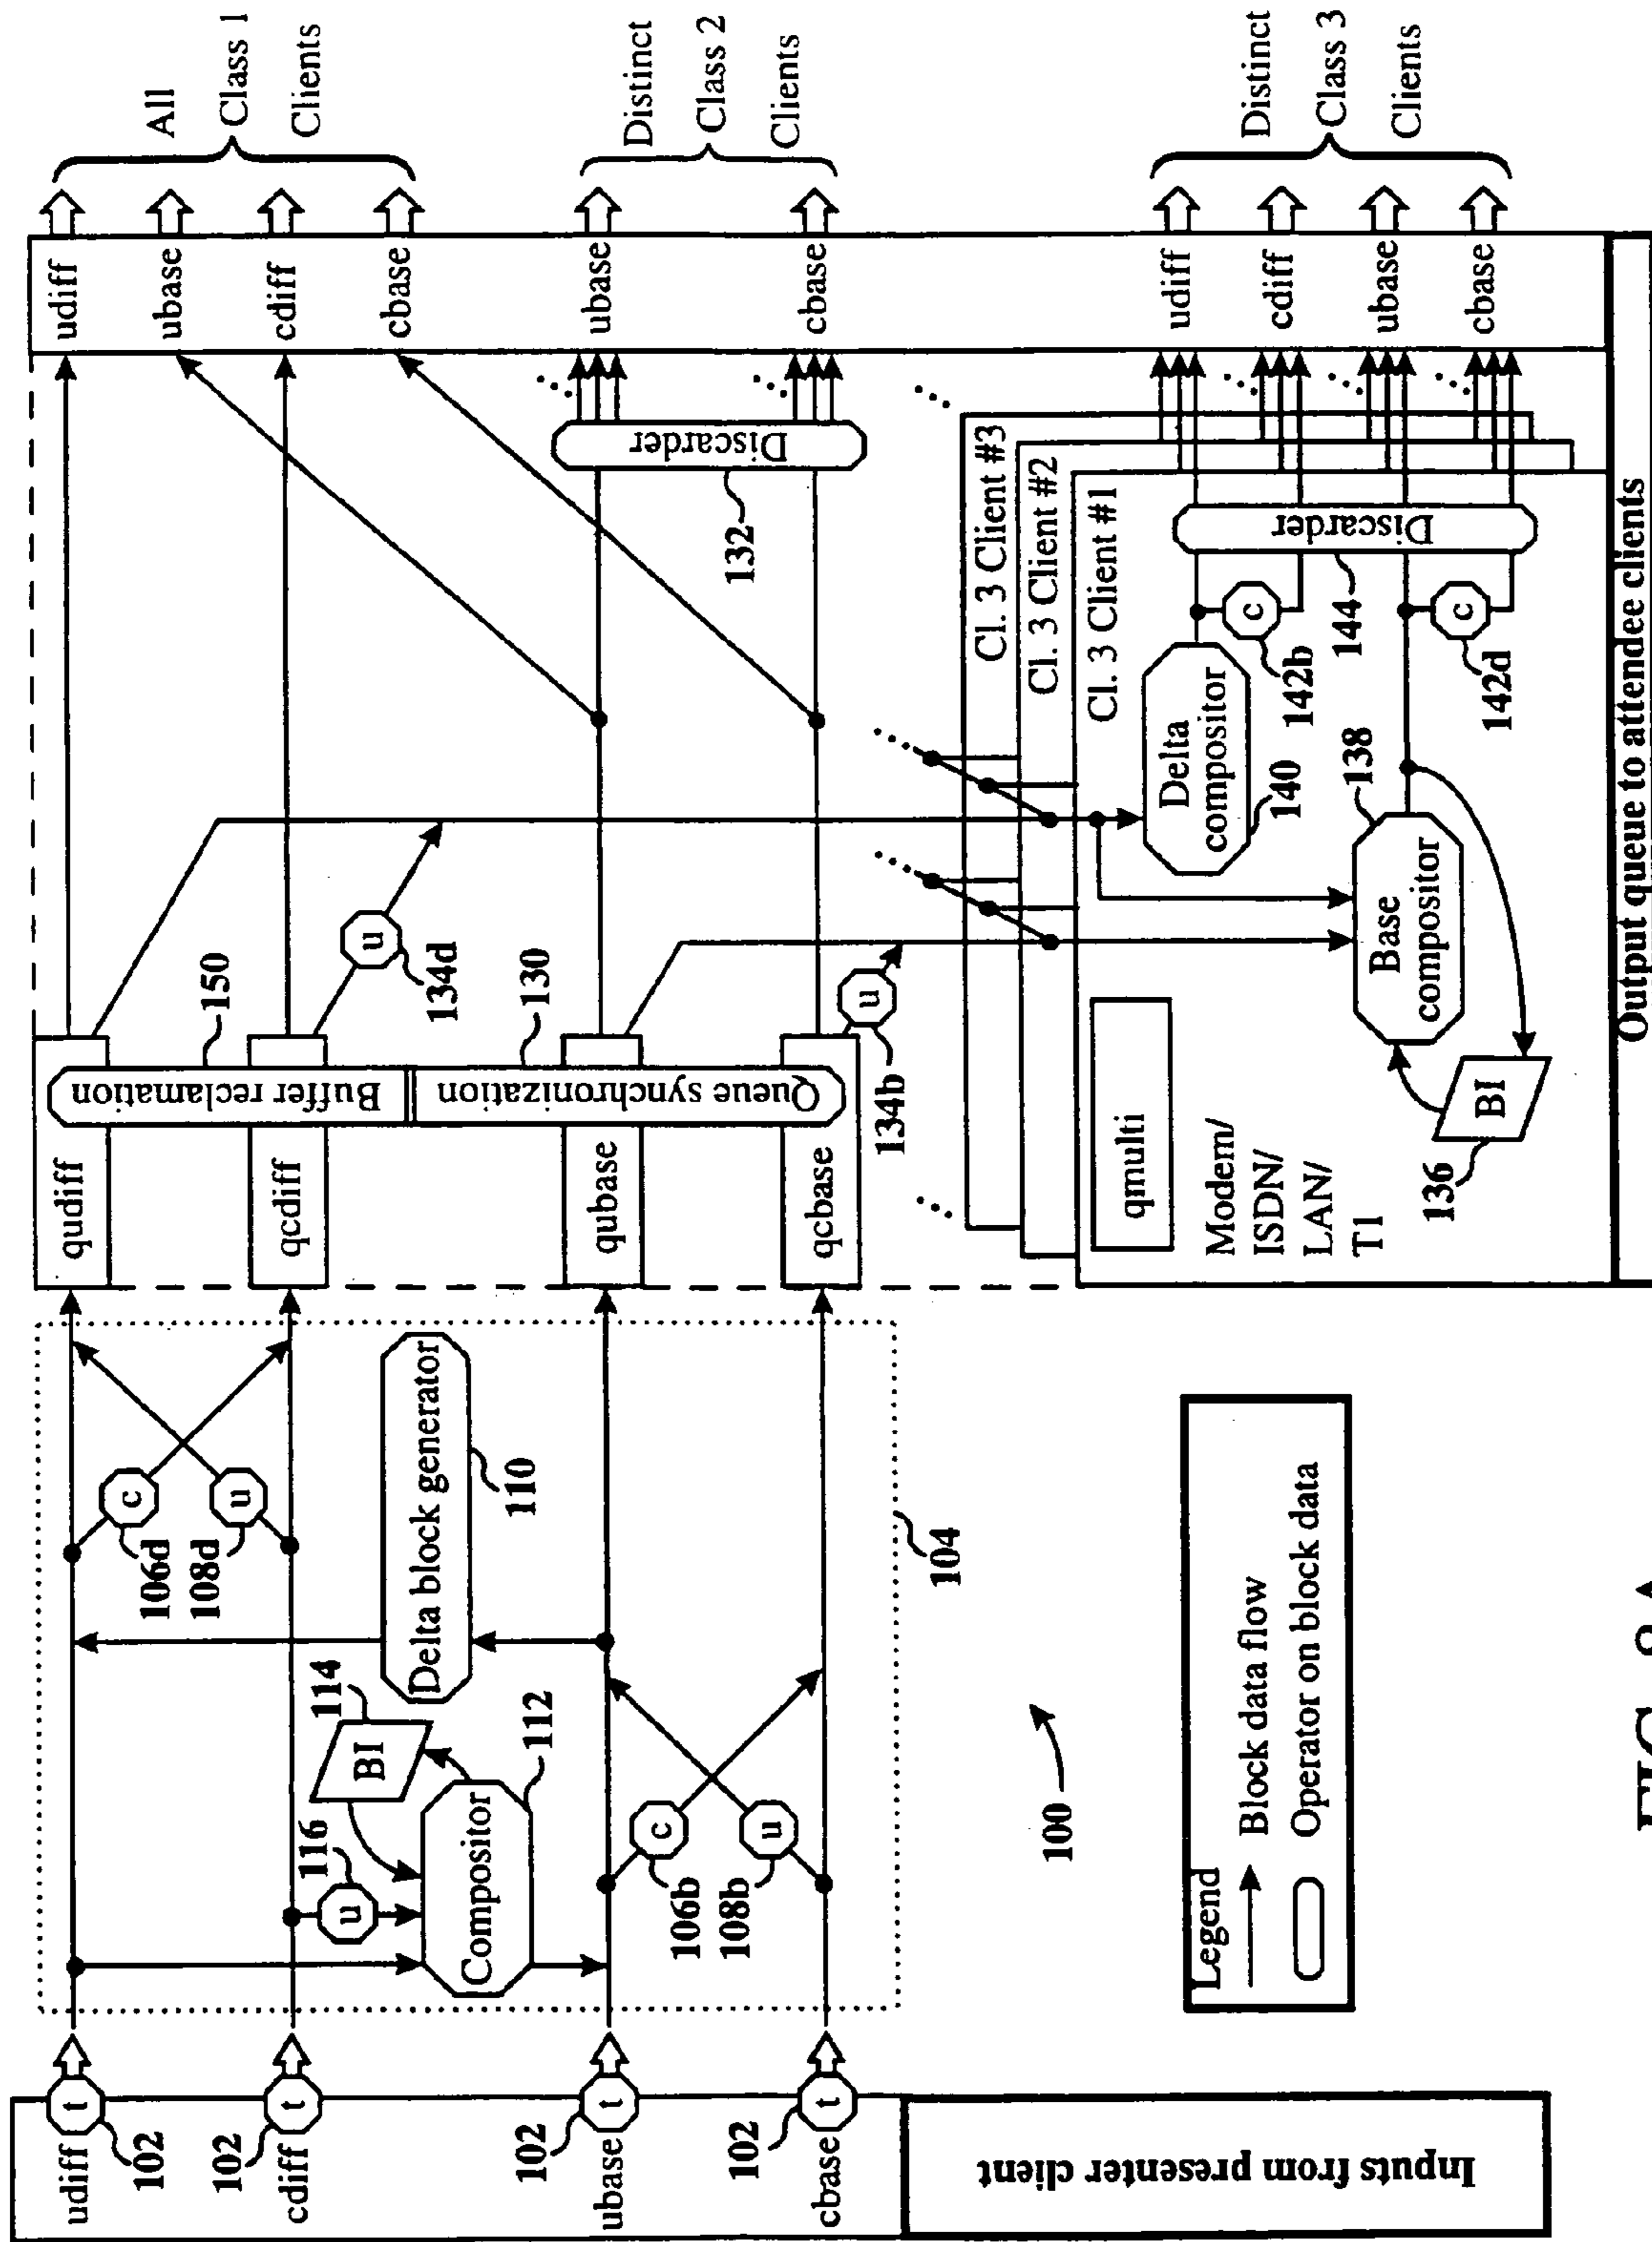 Inputs from presenter client
udiff
t
102
cdiff
t
102
ubase
t
102
cbase
t
102
c
106d
u
108d
Delta block generator
110
114
BI
116
u
Compositor
112
c
106b
u
108b
104
100
Legend
Block data flow
Operator on block data
qudiff
qcdiff
qubase
qcbase
Buffer reclamation
Queue synchronization
150
130
u
134d
u
134b
Discarder
132
udiff
ubase
cdiff
cbase
All
Class 1
Clients
ubase
cbase
Distinct
Class 2
Clients
Cl. 3 Client #3
Cl. 3 Client #2
Cl. 3 Client #1
qmulti
Modem/
ISDN/
LAN/
T1
Delta
compositor
140
Base
compositor
138
BI
136
c
142b
c
142d
Discarder
144
udiff
cdiff
ubase
cbase
Distinct
Class 3
Clients
Output queue to attendee clients